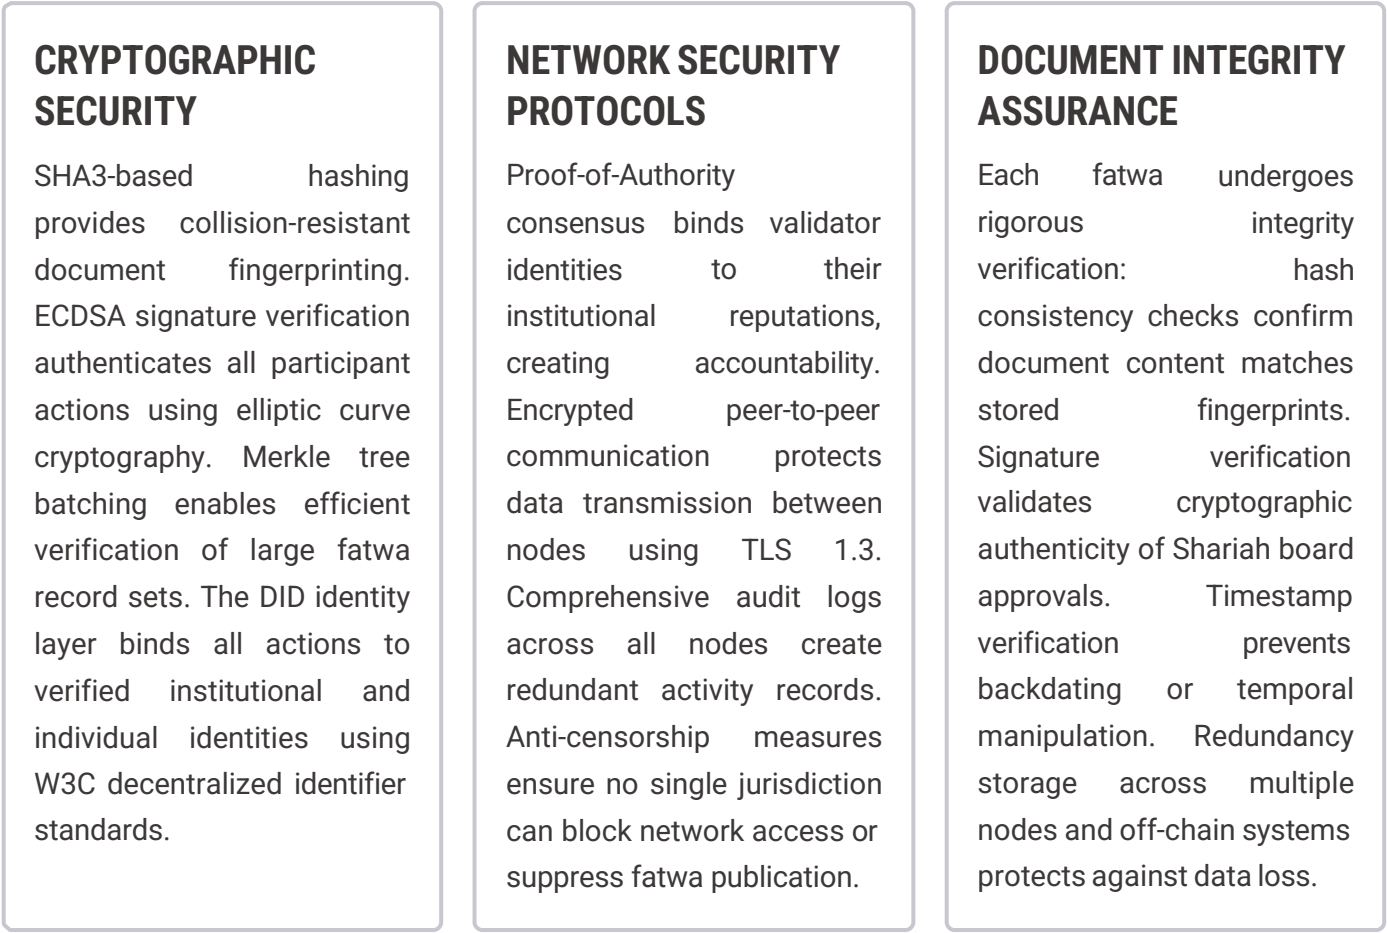 CRYPTOGRAPHIC
SECURITY
SHA3-based hashing
provides collision-resistant
document fingerprinting.
ECDSA signature verification
authenticates all participant
actions using elliptic curve
cryptography. Merkle tree
batching enables efficient
verification of large fatwa
record sets. The DID identity
layer binds all actions to
verified institutional and
individual identities using
W3C decentralized identifier
standards.
NETWORK SECURITY
PROTOCOLS
Proof-of-Authority
consensus binds validator
identities to their
institutional reputations,
creating accountability.
Encrypted peer-to-peer
communication protects
data transmission between
nodes using TLS 1.3.
Comprehensive audit logs
across all nodes create
redundant activity records.
Anti-censorship measures
ensure no single jurisdiction
can block network access or
suppress fatwa publication.
DOCUMENT INTEGRITY
ASSURANCE
Each fatwa undergoes
rigorous integrity
verification: hash
consistency checks confirm
document content matches
stored fingerprints.
Signature verification
validates cryptographic
authenticity of Shariah board
approvals. Timestamp
verification prevents
backdating or temporal
manipulation. Redundancy
storage across multiple
nodes and off-chain systems
protects against data loss.